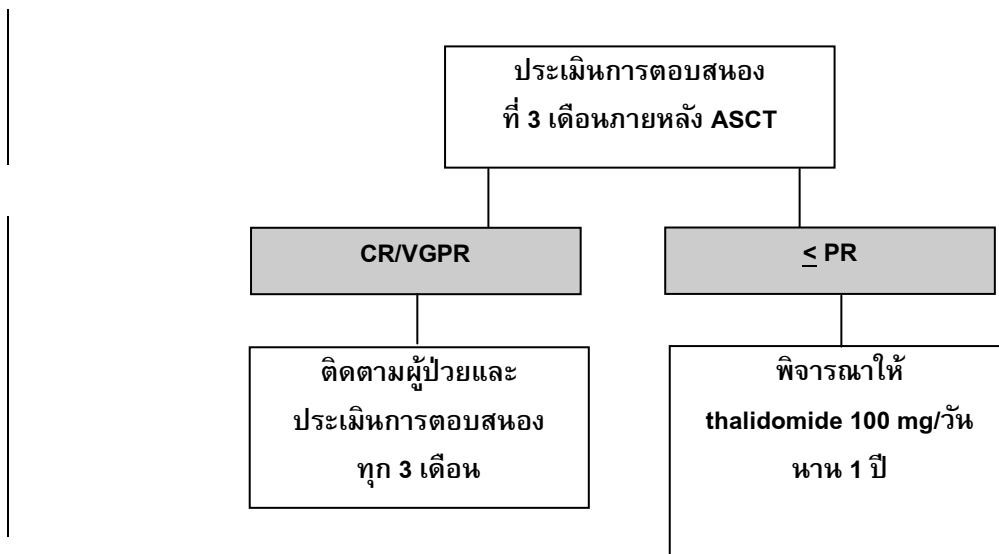 ประเมินการตอบสนอง
ที่ 3 เดือนภายหลัง ASCT
CR/VGPR
≤ PR
ติดตามผู้ป่วยและ
ประเมินการตอบสนอง
ทุก 3 เดือน
พิจารณาให้
thalidomide 100 mg/วัน
นาน 1 ปี